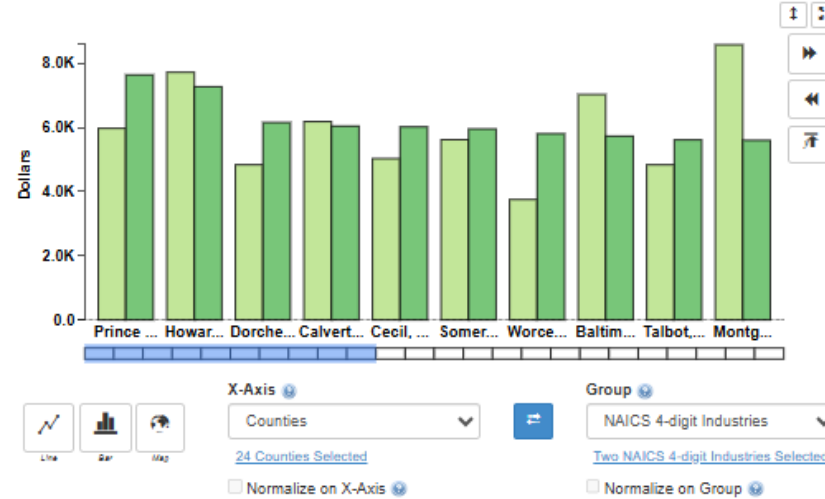 8.0K
6.0K
4.0K
2.0K
0.0
Dollars
Prince ... Howar... Dorche... Calvert... Cecil, ... Somer... Worce... Baltim... Talbot,... Montg...
X-Axis
Group
Counties
NAICS 4-digit Industries
Line
Bar
Map
24 Counties Selected
Two NAICS 4-digit Industries Selected
Normalize on X-Axis
Normalize on Group